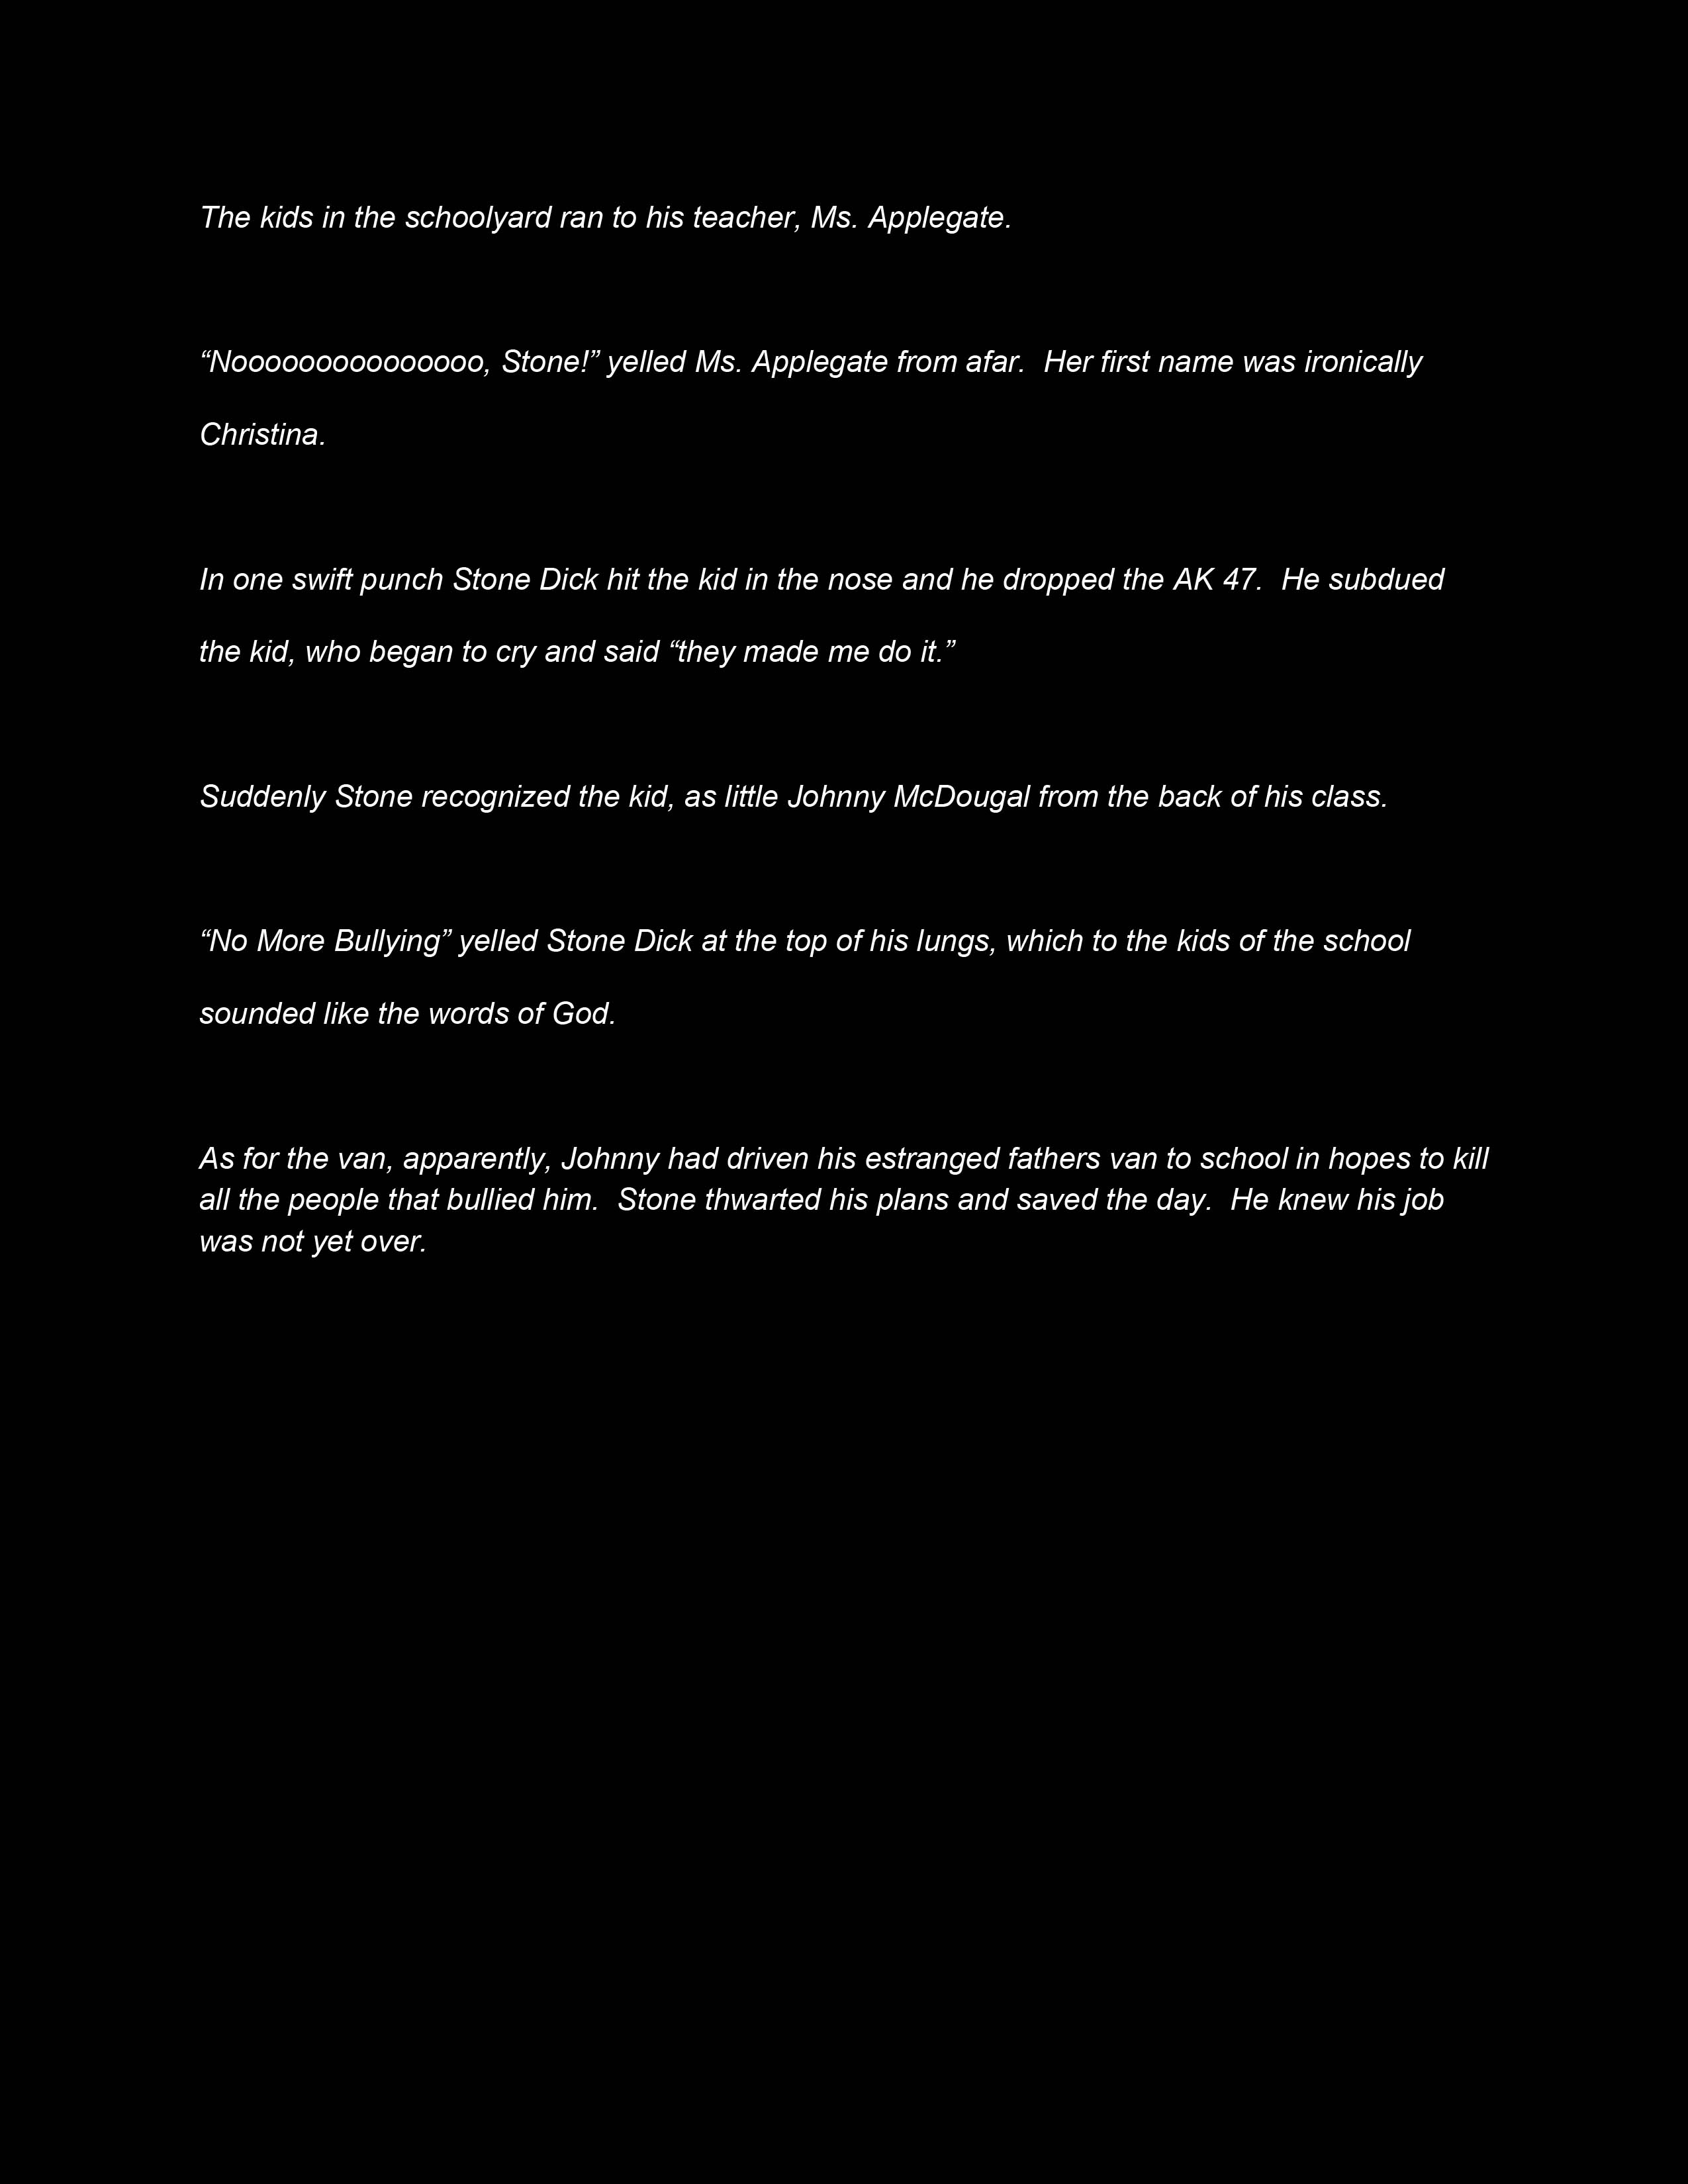 The kids in the schoolyard ran to his teacher, Ms. Applegate.
“Nooooooooooooooo, Stone!” yelled Ms. Applegate from afar.  Her first name was ironically
Christina.
In one swift punch Stone Dick hit the kid in the nose and he dropped the AK 47.  He subdued
the kid, who began to cry and said “they made me do it.”
Suddenly Stone recognized the kid, as little Johnny McDougal from the back of his class.
“No More Bullying” yelled Stone Dick at the top of his lungs, which to the kids of the school
sounded like the words of God.
As for the van, apparently, Johnny had driven his estranged fathers van to school in hopes to kill
all the people that bullied him.  Stone thwarted his plans and saved the day.  He knew his job
was not yet over.